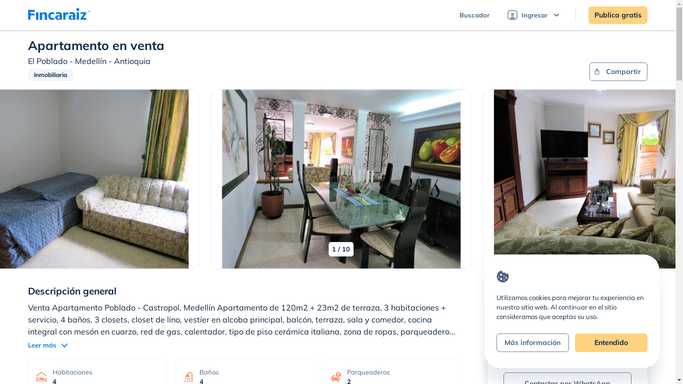 Fincaraiz
Buscador
Ingresar
Publica gratis
Apartamento en venta
El Poblado - Medellín - Antioquia
Inmobiliaria
Compartir
1 / 10
Descripción general
Venta Apartamento Poblado - Castropol, Medellín Apartamento de 120m2 + 23m2 de terraza, 3 habitaciones +
servicio, 4 baños, 3 closets, closet de lino, vestier en alcoba principal, balcón, terraza, sala y comedor, cocina
integral con mesón en cuarzo, red de gas, calentador, tipo de piso cerámica italiana, zona de ropas, parqueadero...
Leer más
Habitaciones
4
Baños
4
Parqueaderos
2
Utilizamos cookies para mejorar tu experiencia en
nuestro sitio web. Al continuar en el sitio
consideramos que aceptas su uso.
Más información
Entendido
Contactar por WhatsApp